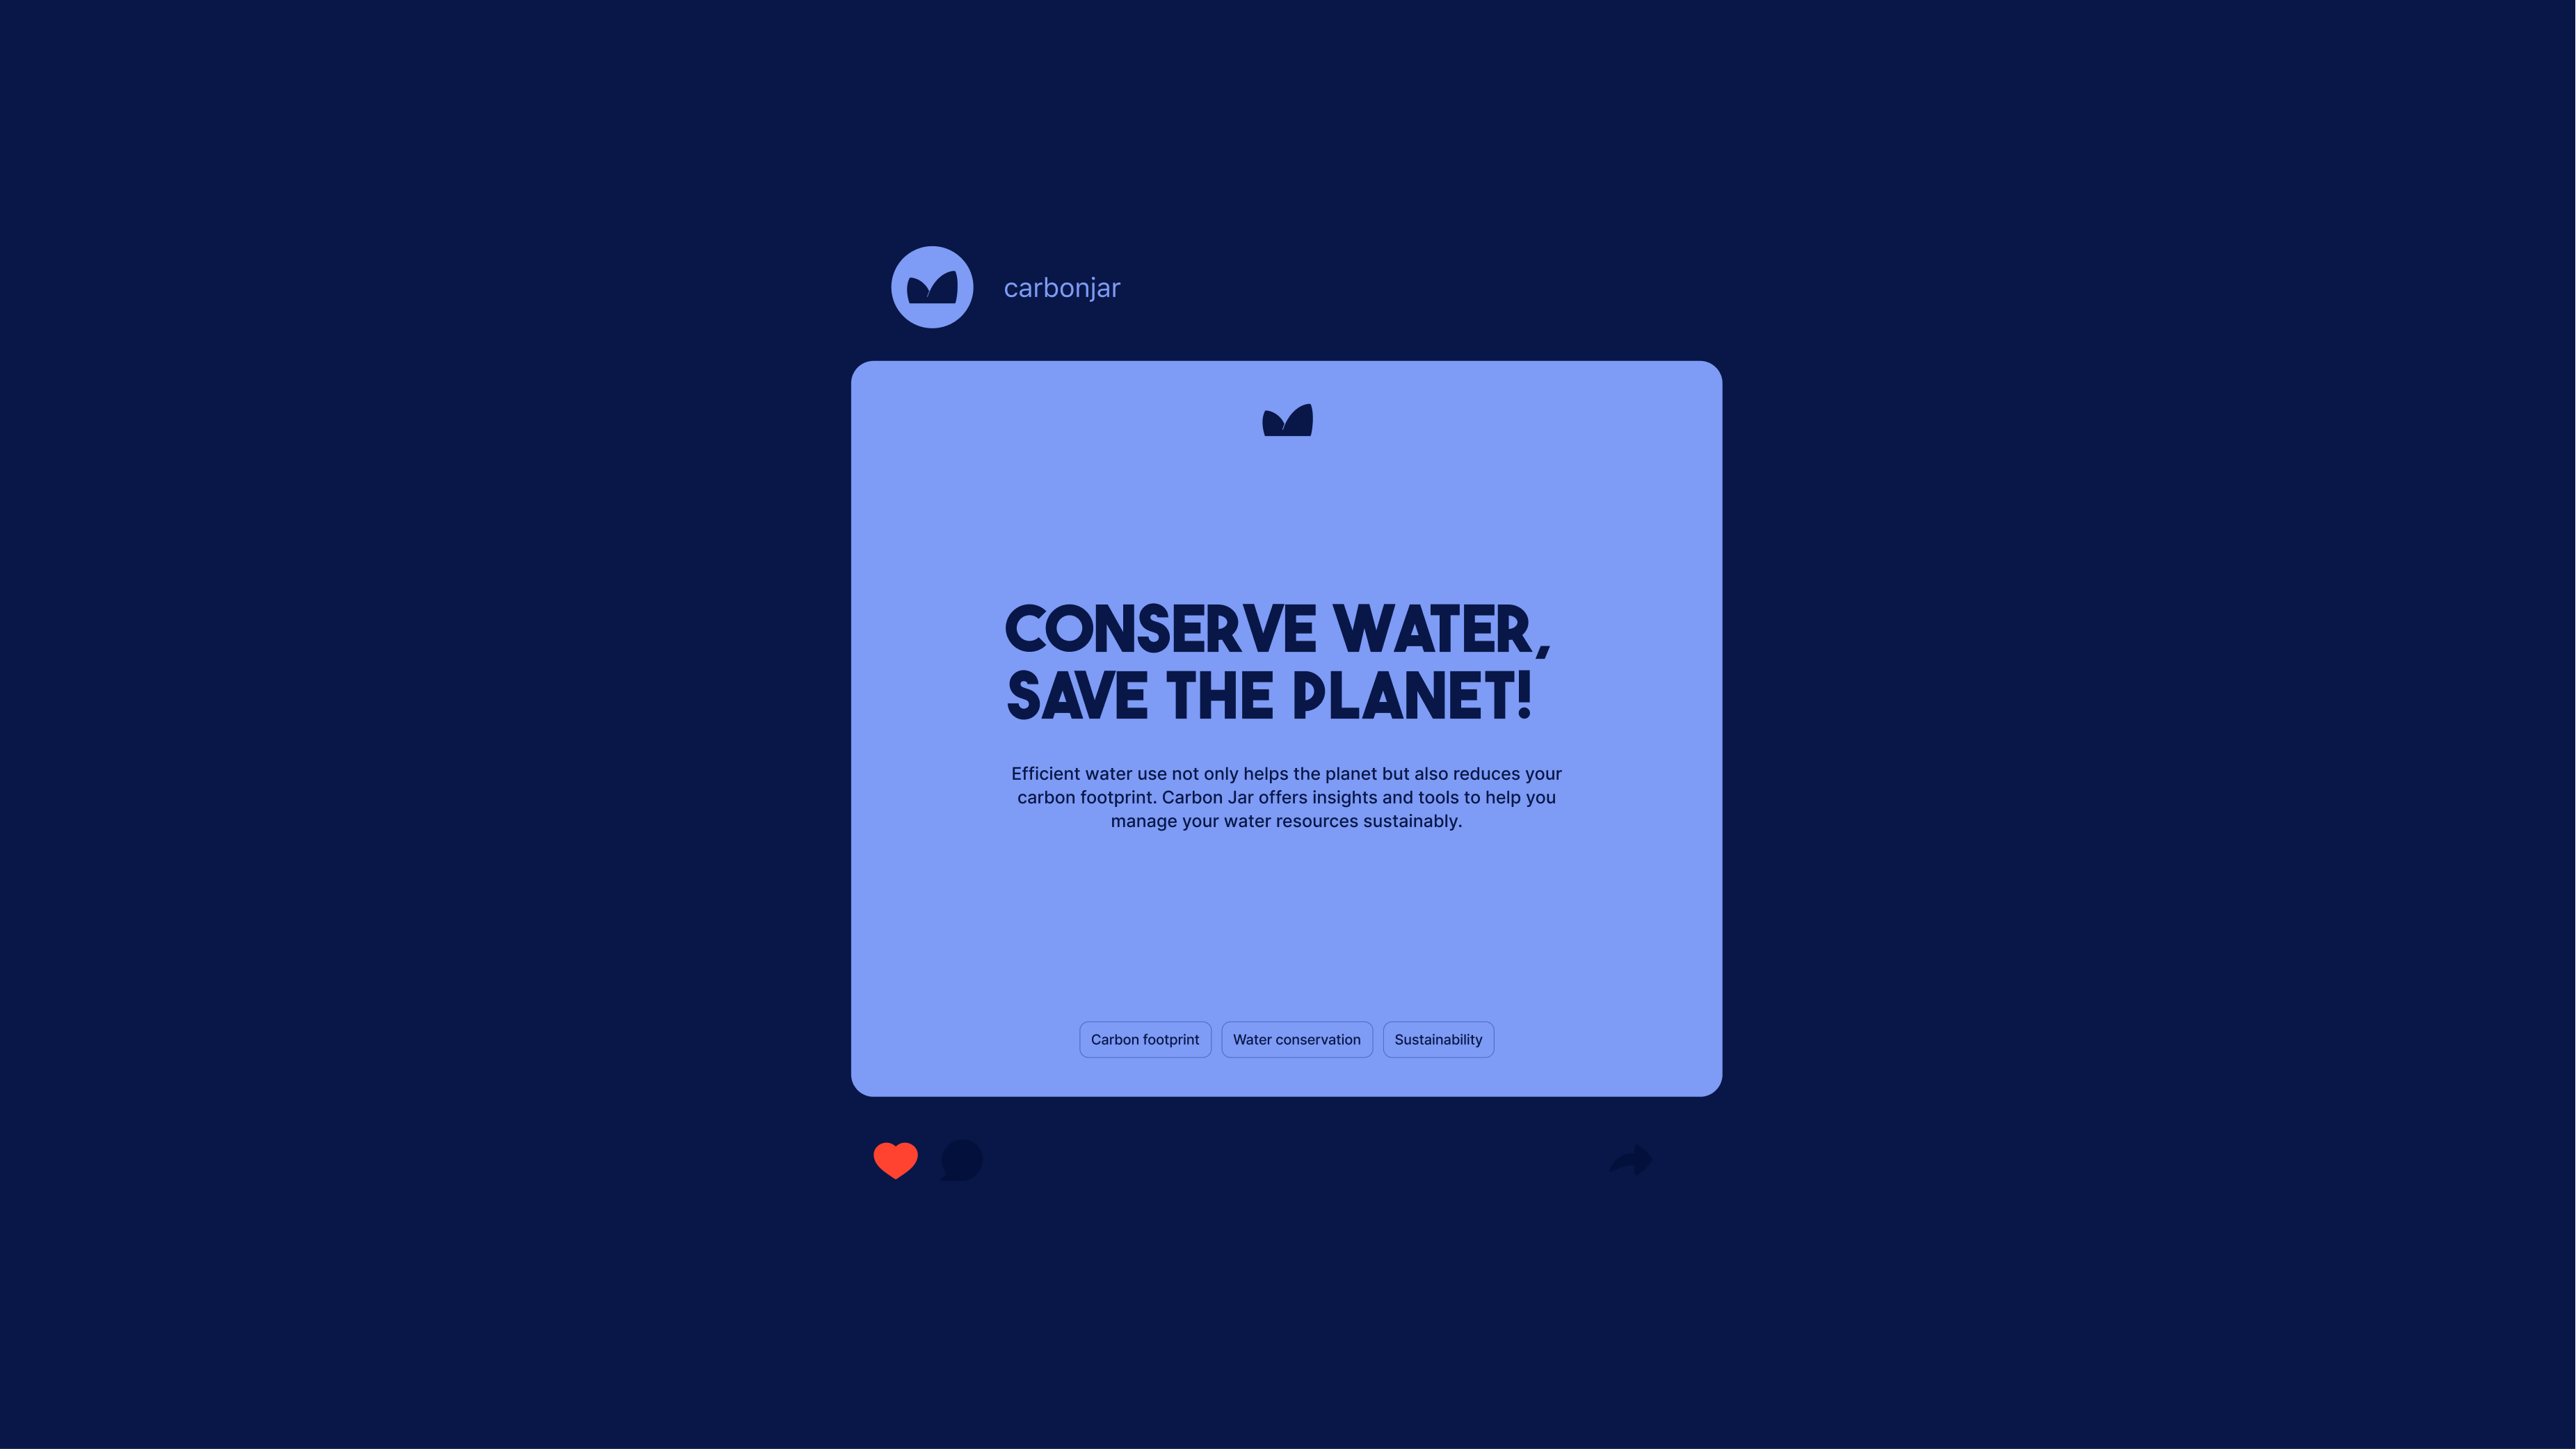 carbonjar
CONSERVE WATER,
SAVE THE PLANET!
Efficient water use not only helps the planet but also reduces your
carbon footprint. Carbon Jar offers insights and tools to help you
manage your water resources sustainably.
Carbon footprint
Water conservation
Sustainability